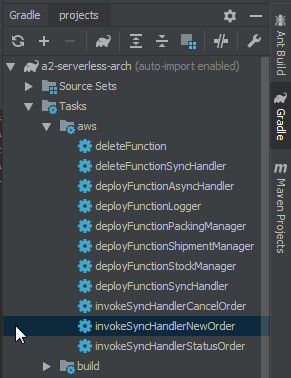 Gradle projects
a2-serverless-arch (auto-import enabled)
Source Sets
Tasks
aws
deleteFunction
deleteFunctionSyncHandler
deployFunctionAsyncHandler
deployFunctionLogger
deployFunctionPackingManager
deployFunctionShipmentManager
deployFunctionStockManager
deployFunctionSyncHandler
invokeSyncHandlerCancelOrder
invokeSyncHandlerNewOrder
invokeSyncHandlerStatusOrder
build
Ant Build
Gradle
m Maven Projects